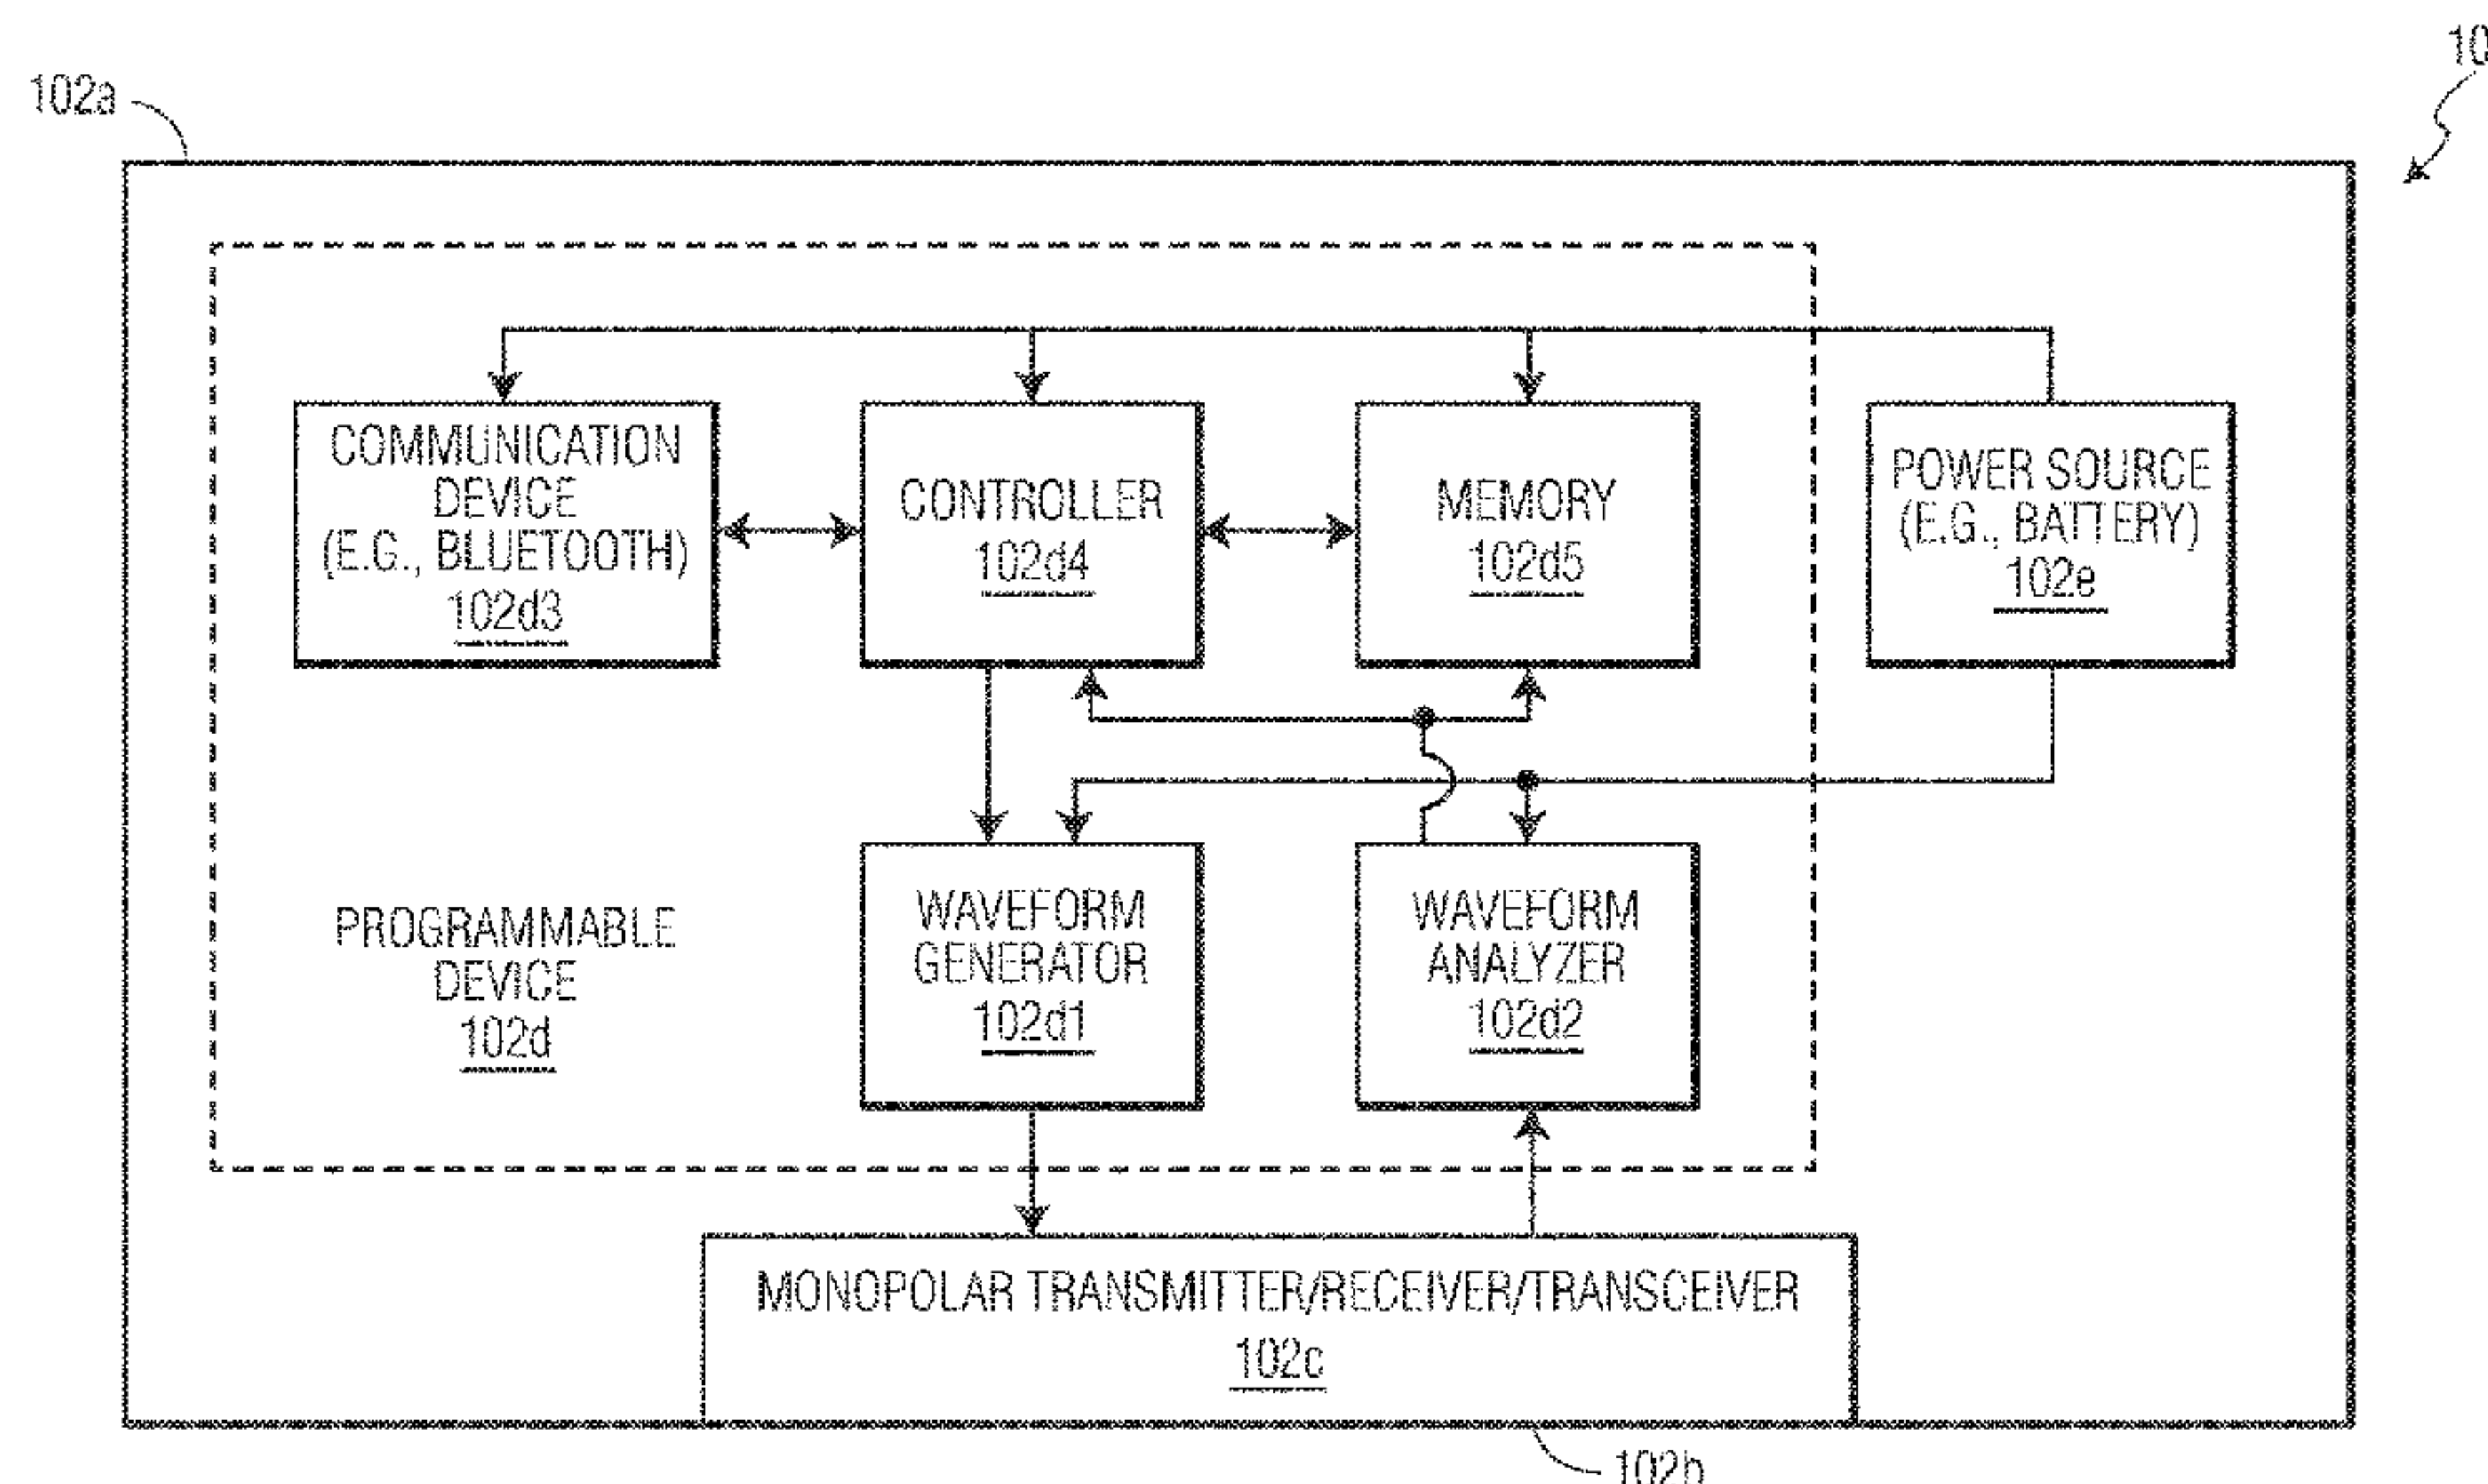 10
102a
COMMUNICATION
DEVICE
(E.G., BLUETOOTH)
102d3
CONTROLLER
102d4
MEMORY
102d5
POWER SOURCE
(E.G., BATTERY)
102e
PROGRAMMABLE
DEVICE
102d
WAVEFORM
GENERATOR
102d1
WAVEFORM
ANALYZER
102d2
MONOPOLAR TRANSMITTER/RECEIVER/TRANSCEIVER
102c
102b